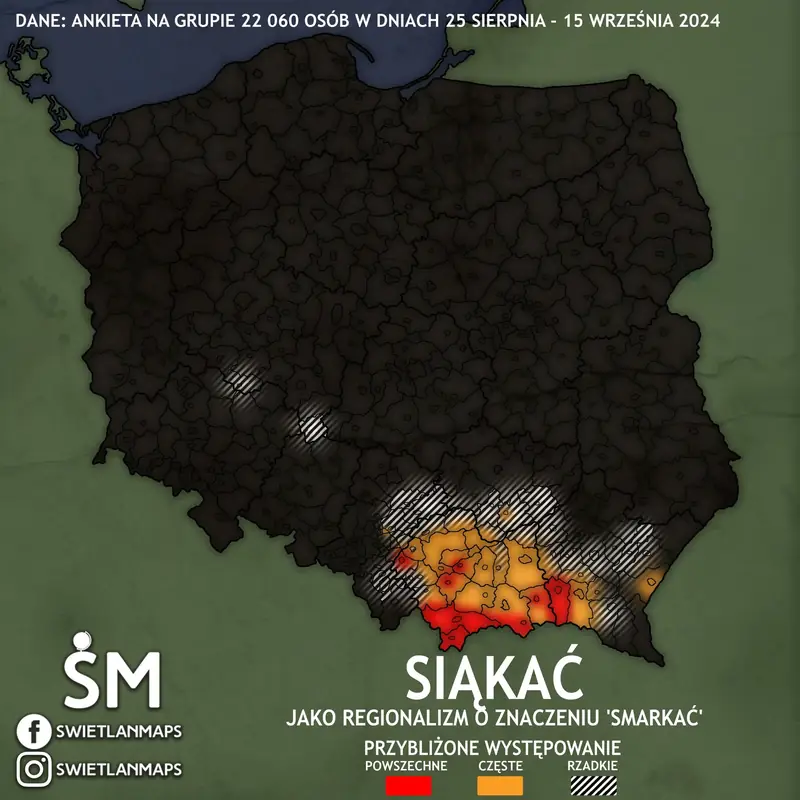 DANE: ANKIETA NA GRUPIE 22 060 OSÓB W DNIACH 25 SIERPNIA - 15 WRZEŚNIA 2024
ŚM
SWIETLANMAPS
SWIETLANMAPS
SIĄKAĆ
JAKO REGIONALIZM O ZNACZENIU 'SMARKAĆ'
PRZYBLIŻONE WYSTĘPOWANIE
POWSZECHNE CZĘSTE RZADKIE